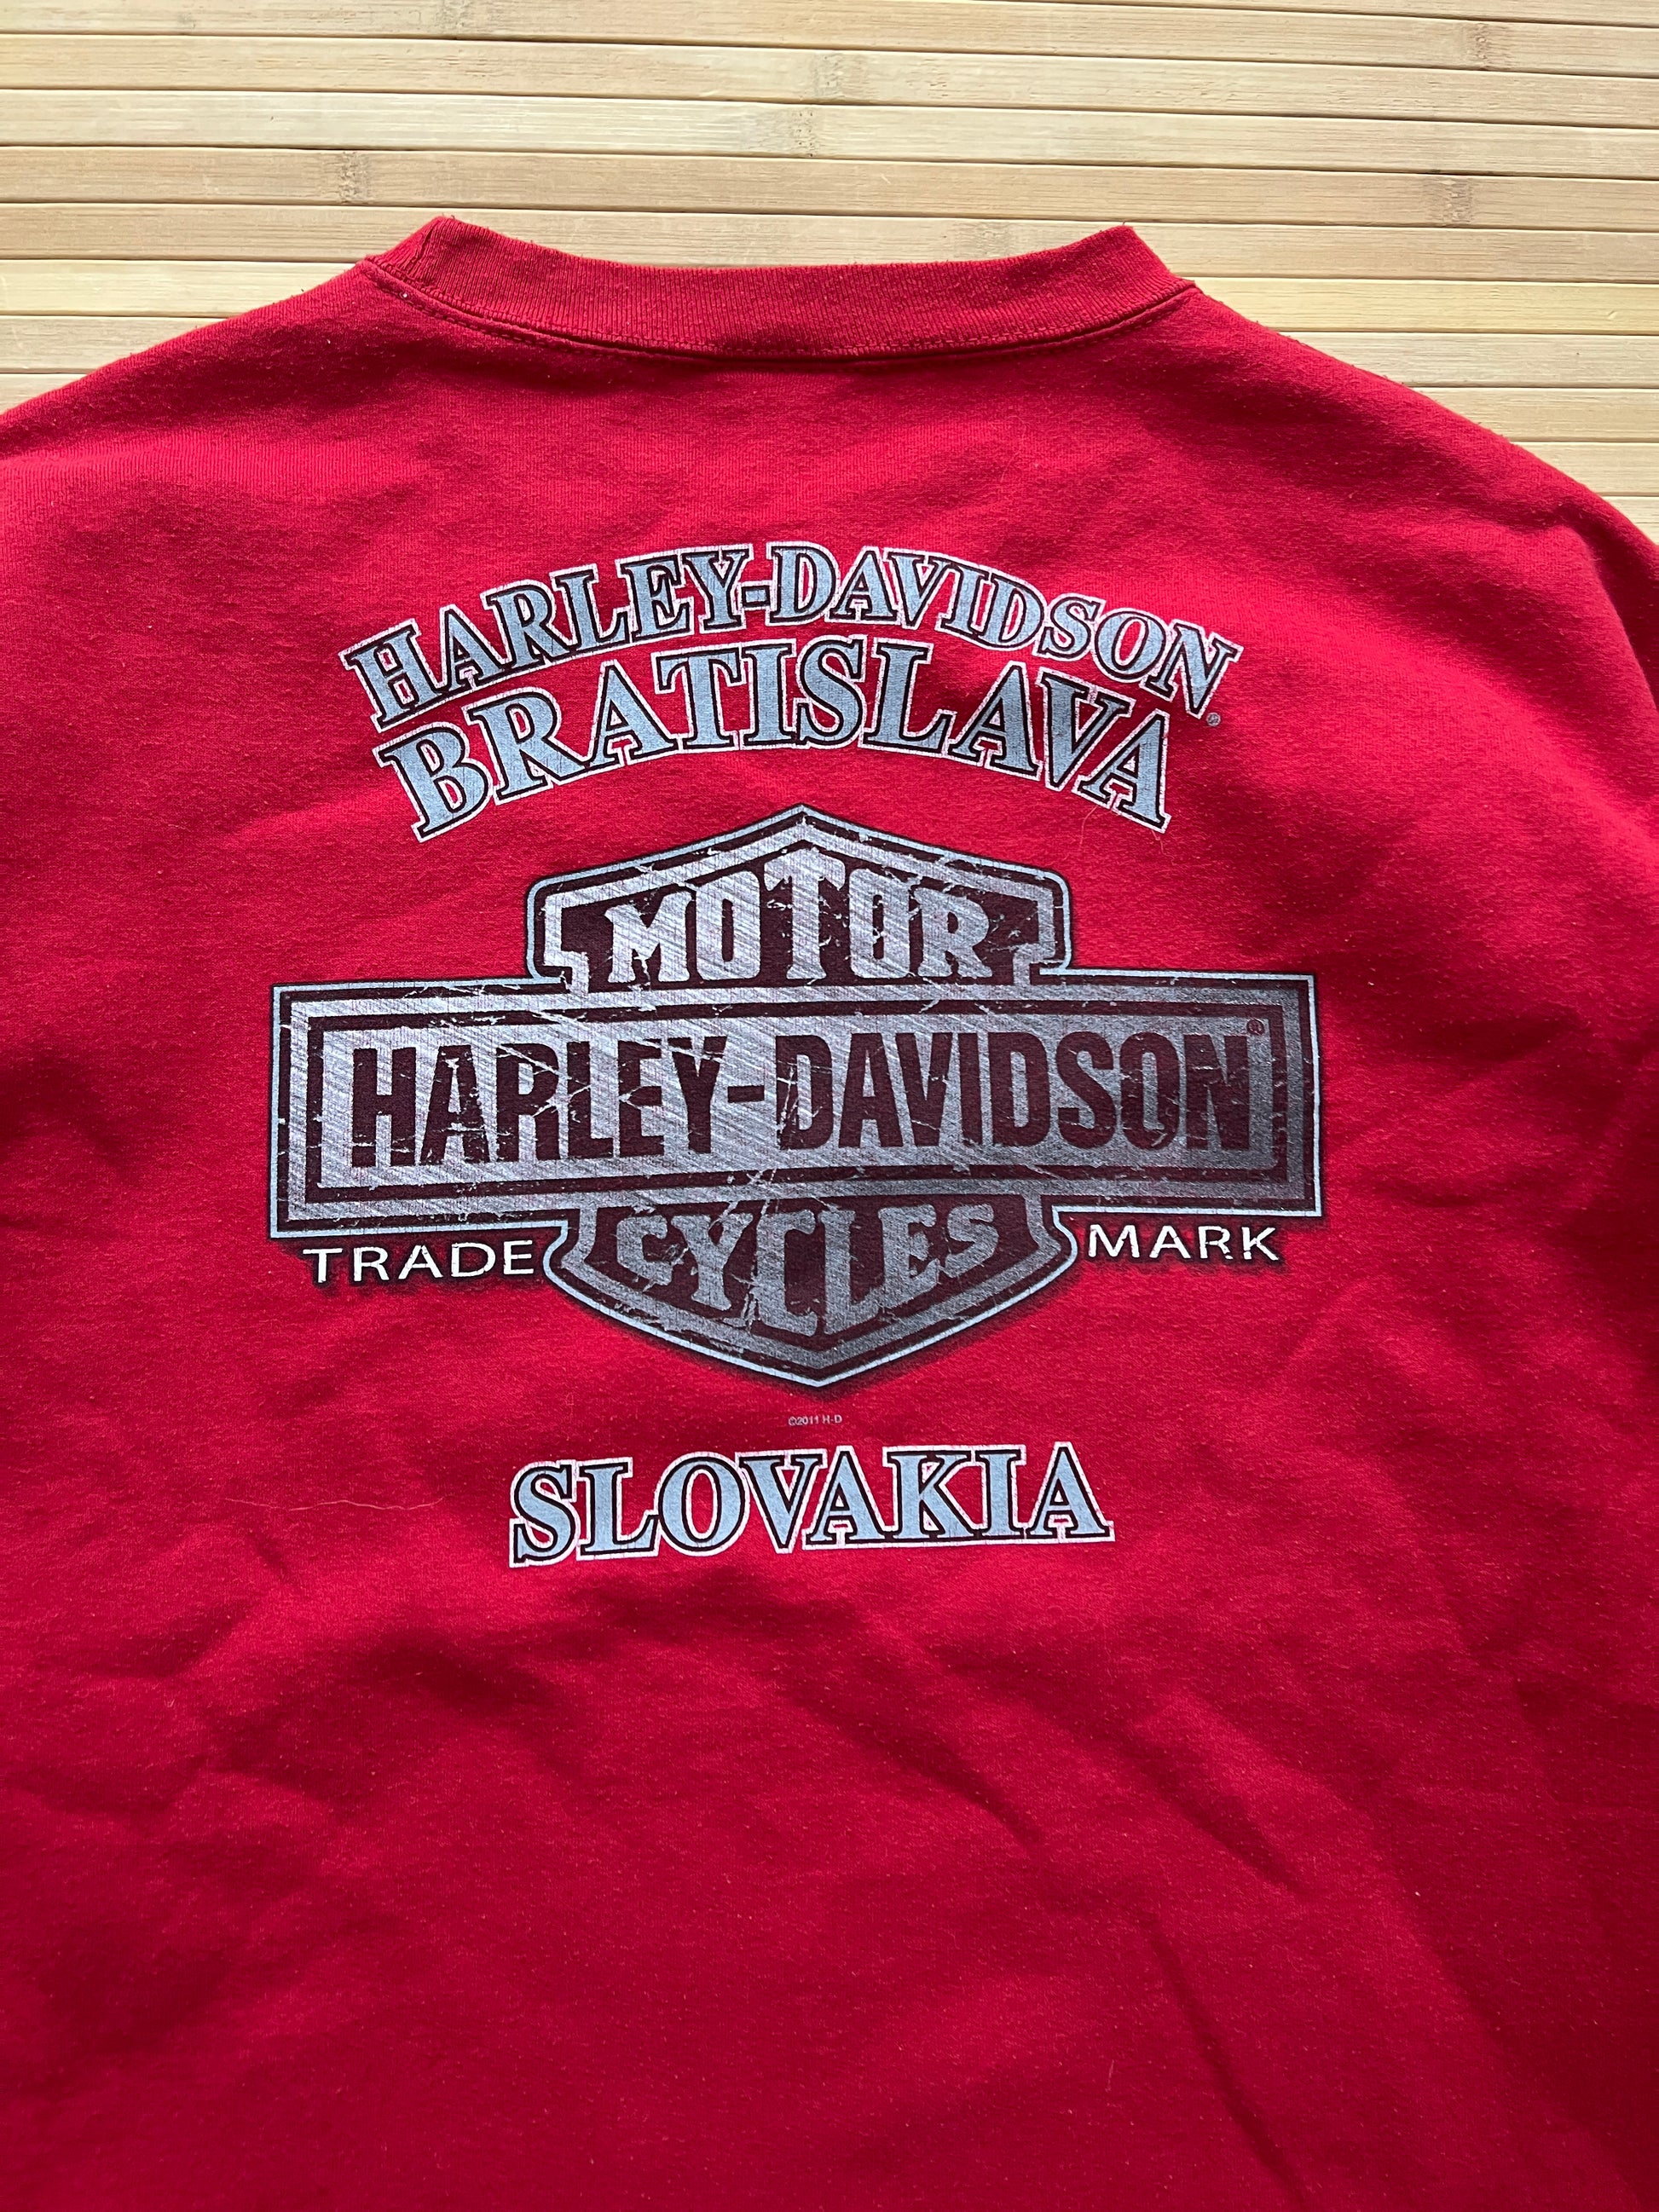 HARLEY-DAVIDSON®
BRATISLAVA
MOTOR
HARLEY-DAVIDSON®
TRADE MARK
CYCLES
©2011 H-D
SLOVAKIA